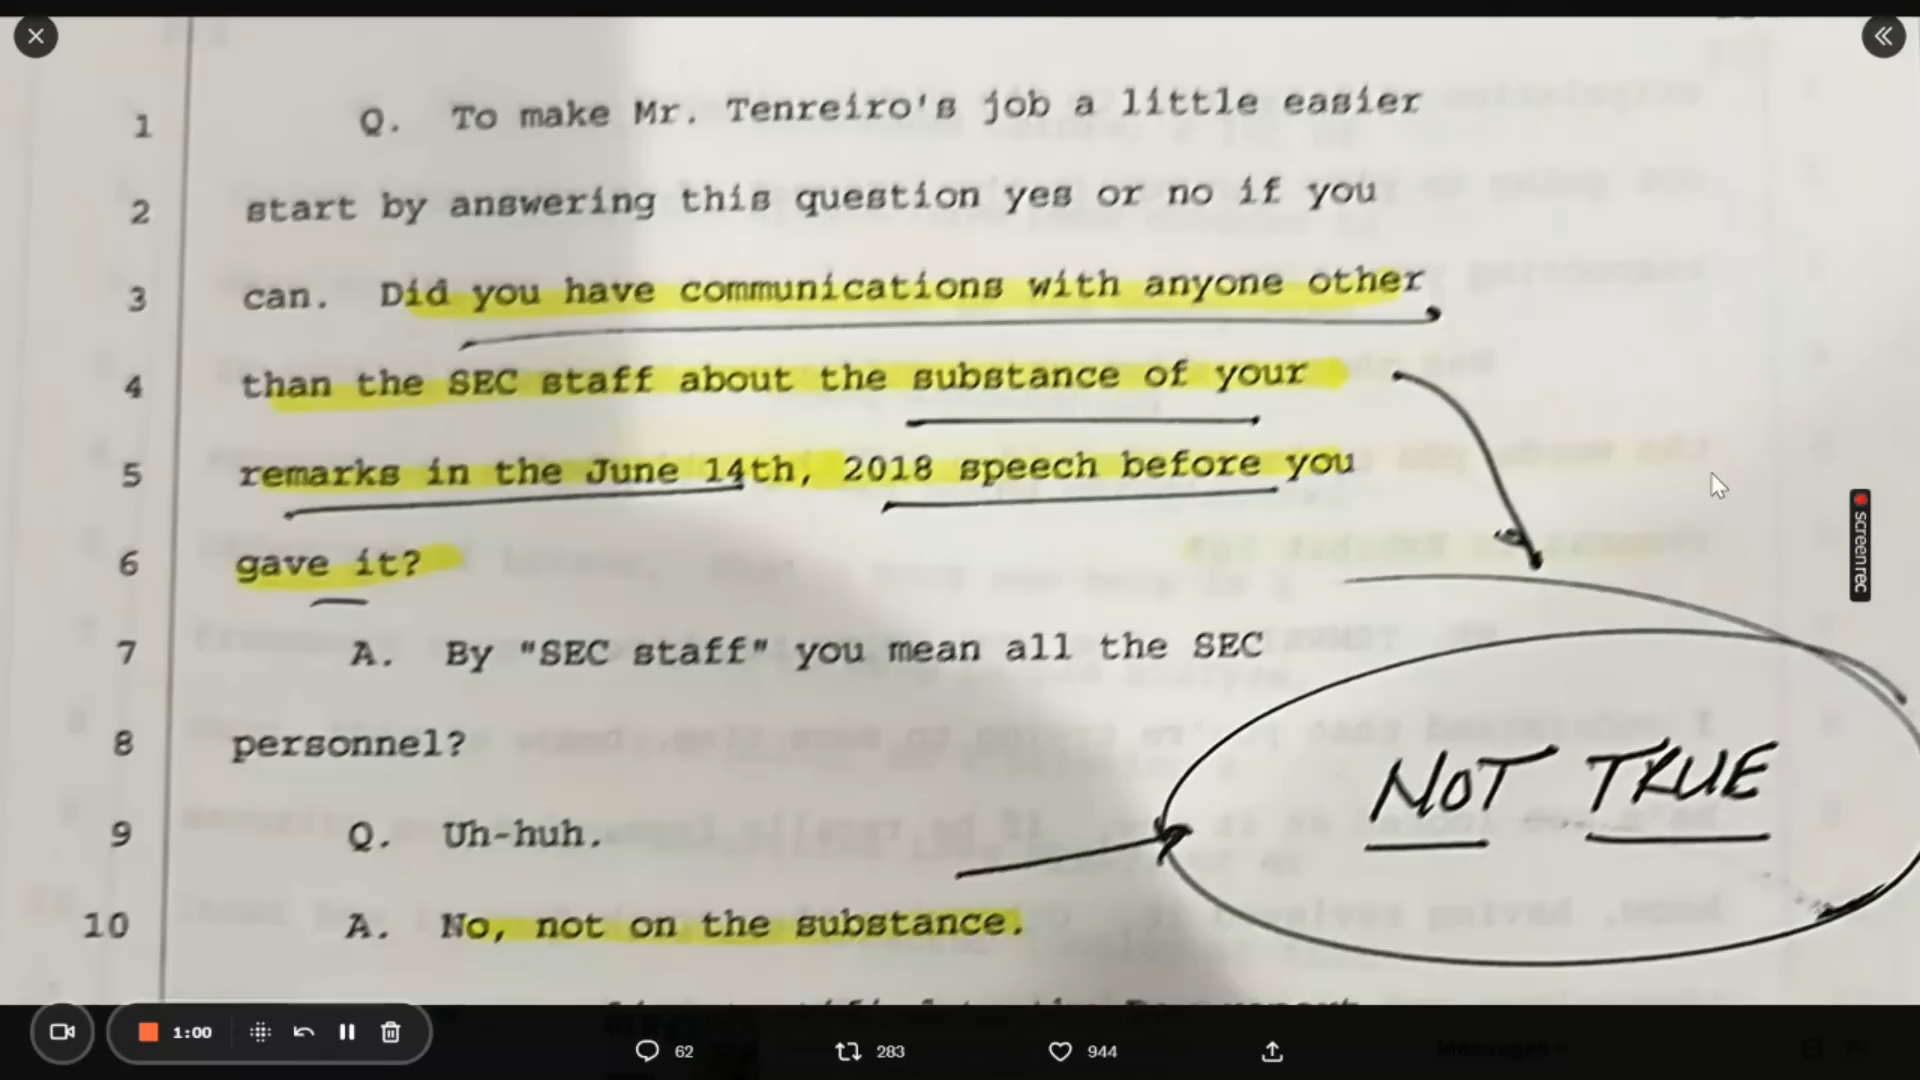 1 Q. To make Mr. Tenreiro's job a little easier
2 start by answering this question yes or no if you
3 can. Did you have communications with anyone other
4 than the SEC staff about the substance of your
5 remarks in the June 14th, 2018 speech before you
6 gave it?
7 A. By "SEC staff" you mean all the SEC
8 personnel?
NOT TRUE
9 Q. Uh-huh.
10 A. No, not on the substance.
screenrec
1:00
62 283 944